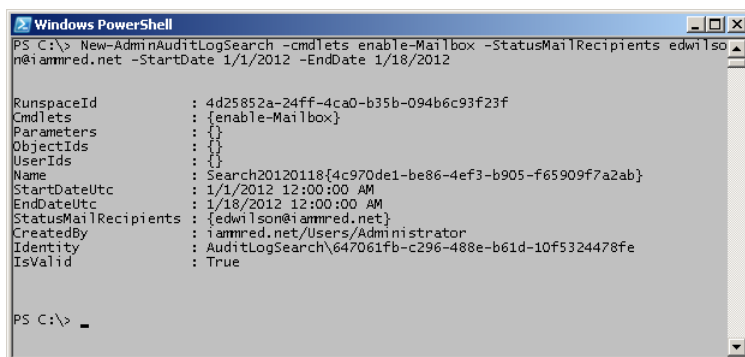 Windows PowerShell
PS C:\> New-AdminAuditLogSearch -cmdlets enable-Mailbox -StatusMailRecipients edwilso
n@iammred.net -StartDate 1/1/2012 -EndDate 1/18/2012
RunspaceId : 4d25852a-24ff-4ca0-b35b-094b6c93f23f
Cmdlets : {enable-Mailbox}
Parameters : {}
ObjectIds : {}
UserIds : {}
Name : Search20120118{4c970de1-be86-4ef3-b905-f65909f7a2ab}
StartDateUtc : 1/1/2012 12:00:00 AM
EndDateUtc : 1/18/2012 12:00:00 AM
StatusMailRecipients : {edwilson@iammred.net}
CreatedBy : iammred.net/Users/Administrator
Identity : AuditLogSearch\647061fb-c296-488e-b61d-10f5324478fe
IsValid : True
PS C:\> _